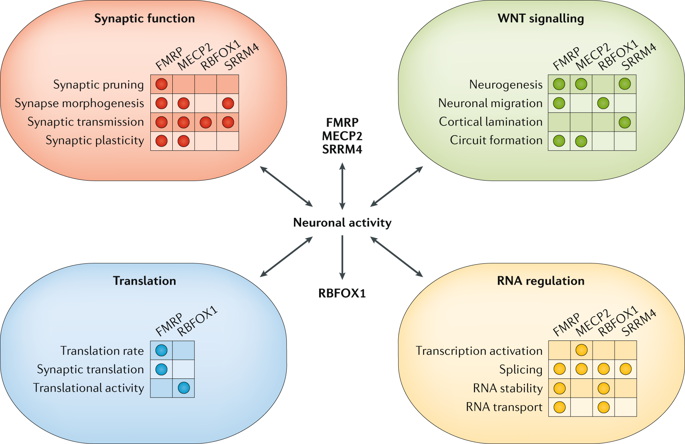 Synaptic function
FMRP MECP2 RBFOX1 SRRM4
Synaptic pruning
Synapse morphogenesis
Synaptic transmission
Synaptic plasticity
WNT signalling
FMRP MECP2 RBFOX1 SRRM4
Neurogenesis
Neuronal migration
Cortical lamination
Circuit formation
FMRP
MECP2
SRRM4
Neuronal activity
RBFOX1
Translation
FMRP RBFOX1
Translation rate
Synaptic translation
Translational activity
RNA regulation
FMRP MECP2 RBFOX1 SRRM4
Transcription activation
Splicing
RNA stability
RNA transport